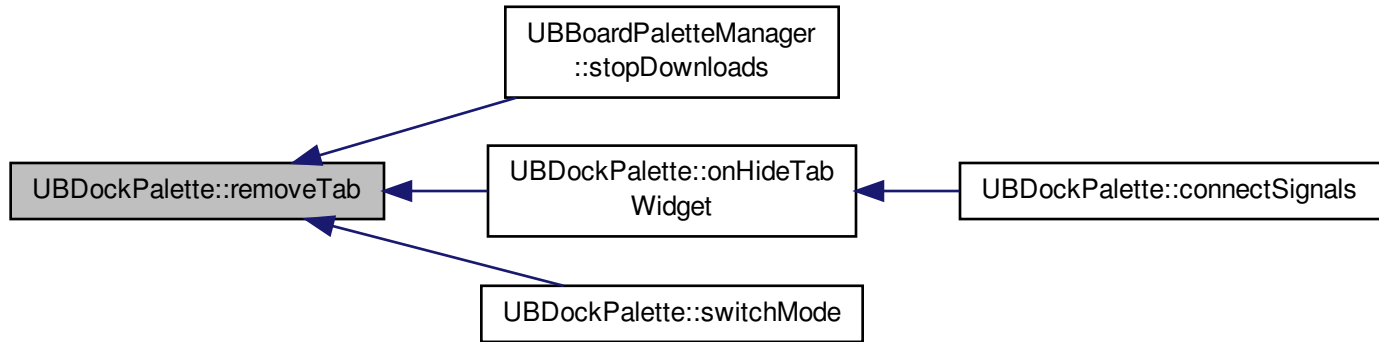 UBBoardPaletteManager
::stopDownloads
UBDockPalette::removeTab
UBDockPalette::onHideTab
Widget
UBDockPalette::connectSignals
UBDockPalette::switchMode